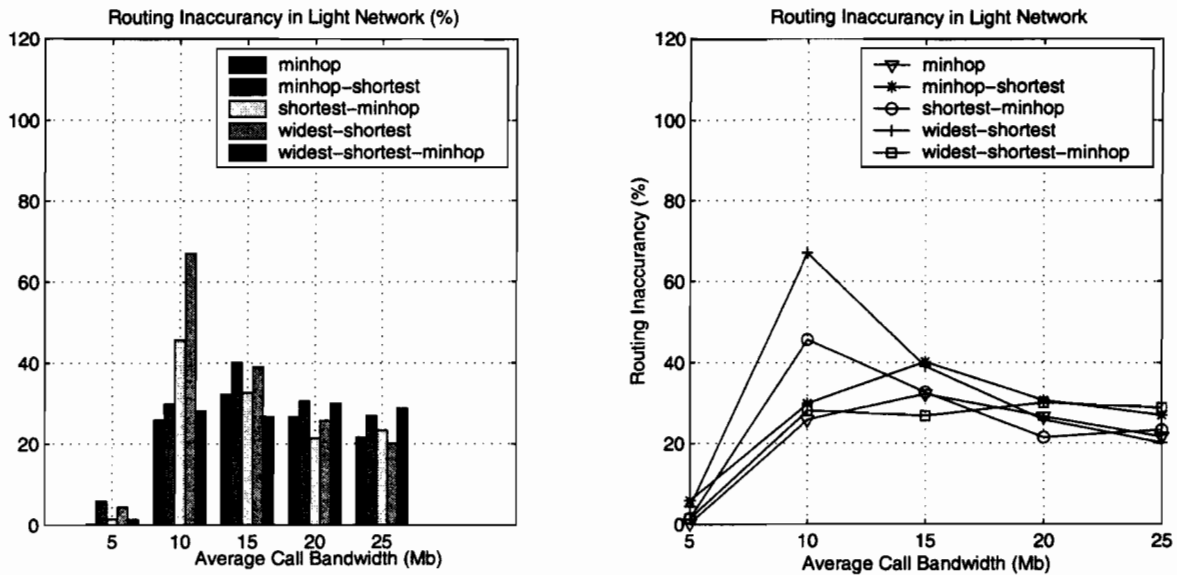 Routing Inaccurancy in Light Network (%)
120
100
80
60
40
20
0
minhop
minhop-shortest
shortest-minhop
widest-shortest
widest-shortest-minhop
5 10 15 20 25
Average Call Bandwidth (Mb)
Routing Inaccurancy in Light Network
120
100
80
60
40
20
0
Routing Inaccurancy (%)
minhop
minhop-shortest
shortest-minhop
widest-shortest
widest-shortest-minhop
5 10 15 20 25
Average Call Bandwidth (Mb)